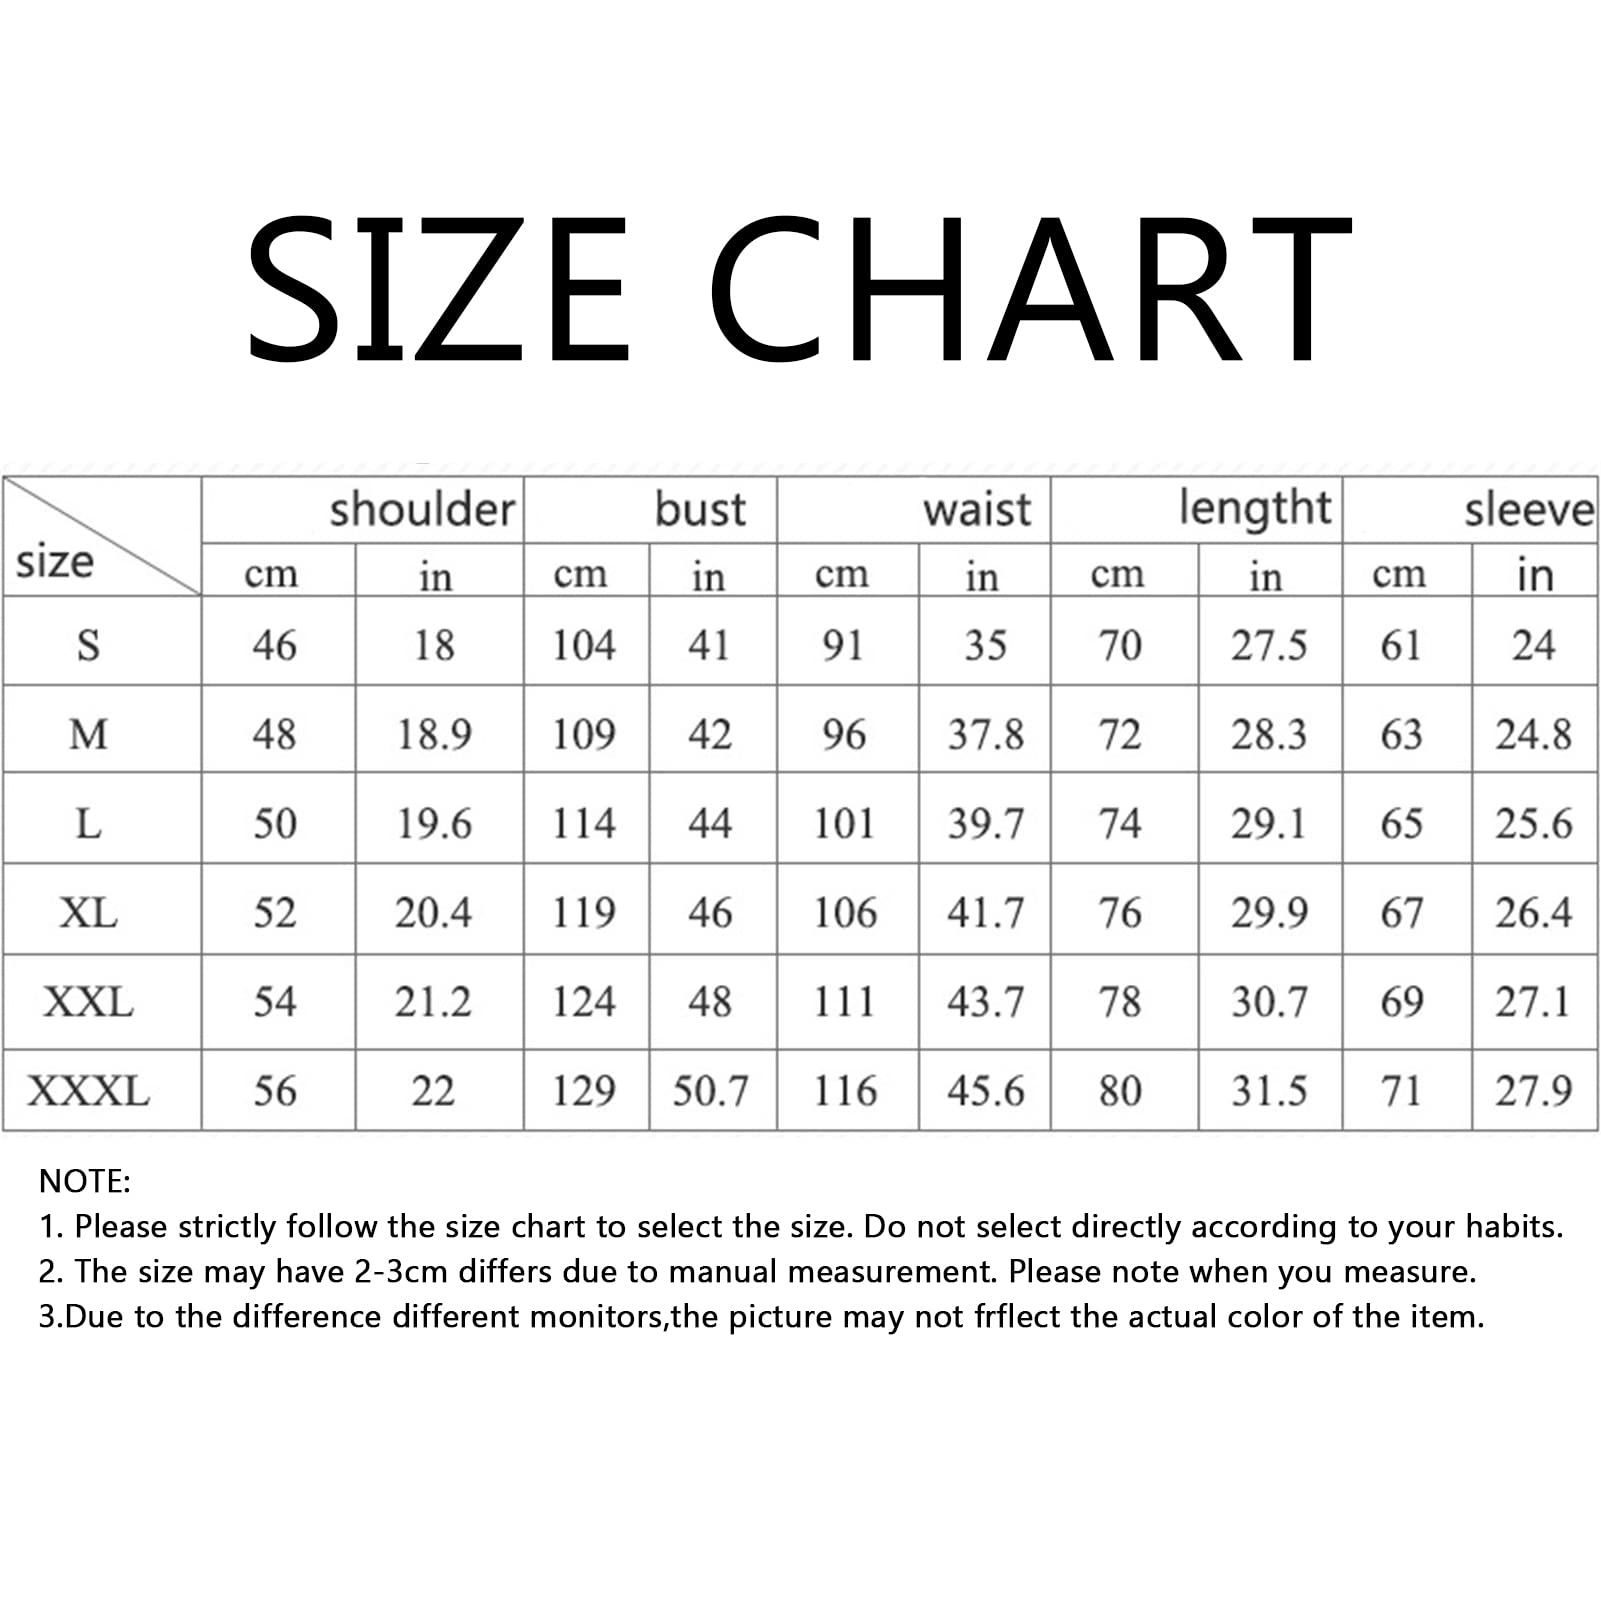 SIZE CHART
size shoulder bust waist lengtht sleeve
cm in cm in cm in cm in cm in
S 46 18 104 41 91 35 70 27.5 61 24
M 48 18.9 109 42 96 37.8 72 28.3 63 24.8
L 50 19.6 114 44 101 39.7 74 29.1 65 25.6
XL 52 20.4 119 46 106 41.7 76 29.9 67 26.4
XXL 54 21.2 124 48 111 43.7 78 30.7 69 27.1
XXXL 56 22 129 50.7 116 45.6 80 31.5 71 27.9
NOTE:
1. Please strictly follow the size chart to select the size. Do not select directly according to your habits.
2. The size may have 2-3cm differs due to manual measurement. Please note when you measure.
3.Due to the difference different monitors,the picture may not frflect the actual color of the item.